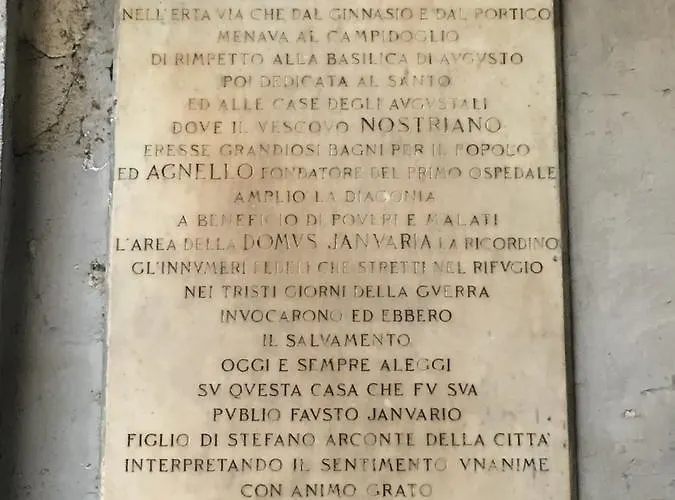 NELL'ERTA VIA CHE DAL GINNASIO E DAL PORTICO
MENAVA AL CAMPIDOGLIO
DI RIMPETTO ALLA BASILICA DI AVGVSTO
POI DEDICATA AL SANTO
ED ALLE CASE DEGLI AVGVSTALI
DOVE IL VESCOVO NOSTRIANO
ERESSE GRANDIOSI BAGNI PER IL POPOLO
ED AGNELLO FONDATORE DEL PRIMO OSPEDALE
AMPLIO LA DIACONIA
A BENEFICIO DI POVERI E MALATI
L'AREA DELLA DOMVS JANVARIA LA RICORDINO
GL'INNVMERI FEDELI CHE STRETTI NEL RIFVGIO
NEI TRISTI GIORNI DELLA GVERRA
INVOCARONO ED EBBERO
IL SALVAMENTO
OGGI E SEMPRE ALEGGI
SV QVESTA CASA CHE FV SVA
PVBLIO FAVSTO JANVARIO
FIGLIO DI STEFANO ARCONTE DELLA CITTA'
INTERPRETANDO IL SENTIMENTO VNANIME
CON ANIMO GRATO